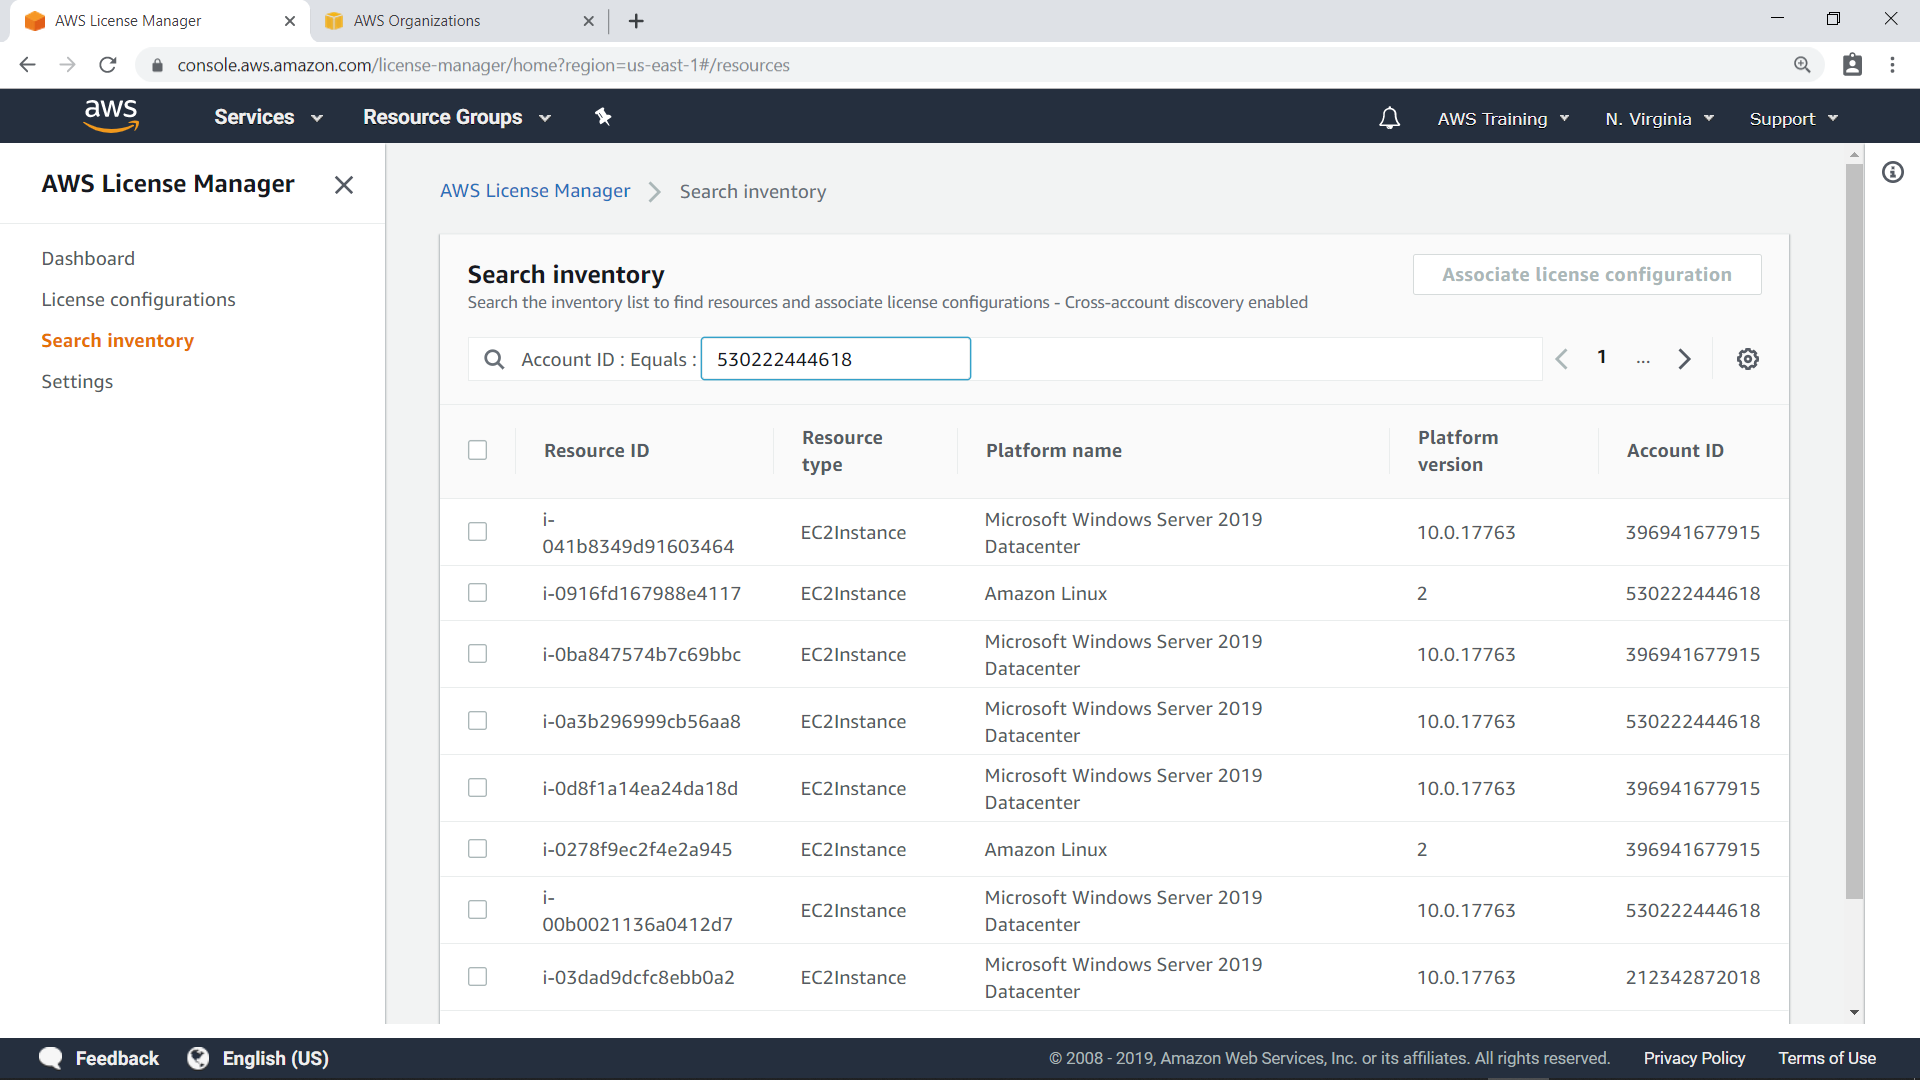 AWS License Manager
AWS Organizations
console.aws.amazon.com/license-manager/home?region=us-east-1#/resources
aws
Services
Resource Groups
AWS Training
N. Virginia
Support
AWS License Manager
Dashboard
License configurations
Search inventory
Settings
AWS License Manager
Search inventory
Search inventory
Associate license configuration
Search the inventory list to find resources and associate license configurations - Cross-account discovery enabled
Account ID : Equals : 530222444618
1 ...
Resource ID
Resource
type
Platform name
Platform
version
Account ID
i-
041b8349d91603464
EC2Instance
Microsoft Windows Server 2019
Datacenter
10.0.17763
396941677915
i-0916fd167988e4117
EC2Instance
Amazon Linux
2
530222444618
i-0ba847574b7c69bbc
EC2Instance
Microsoft Windows Server 2019
Datacenter
10.0.17763
396941677915
i-0a3b296999cb56aa8
EC2Instance
Microsoft Windows Server 2019
Datacenter
10.0.17763
530222444618
i-0d8f1a14ea24da18d
EC2Instance
Microsoft Windows Server 2019
Datacenter
10.0.17763
396941677915
i-0278f9ec2f4e2a945
EC2Instance
Amazon Linux
2
396941677915
i-
00b0021136a0412d7
EC2Instance
Microsoft Windows Server 2019
Datacenter
10.0.17763
530222444618
i-03dad9dcfc8ebb0a2
EC2Instance
Microsoft Windows Server 2019
Datacenter
10.0.17763
212342872018
Feedback
English (US)
© 2008 - 2019, Amazon Web Services, Inc. or its affiliates. All rights reserved.
Privacy Policy
Terms of Use